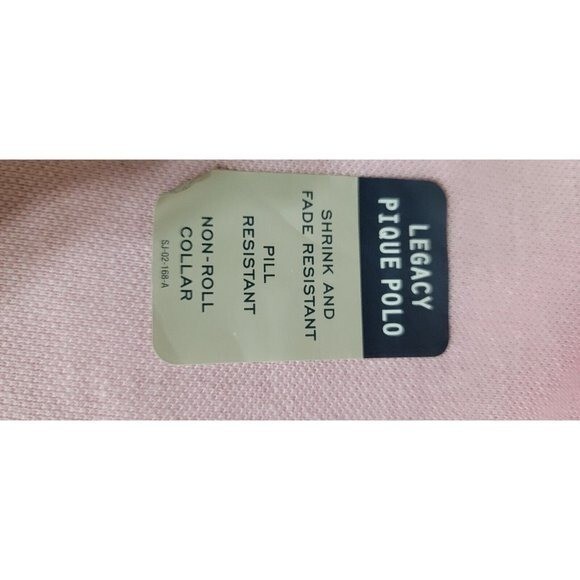 LEGACY
PIQUE POLO
SHRINK AND
FADE RESISTANT
PILL
RESISTANT
NON-ROLL
COLLAR
SJ-02-168-A